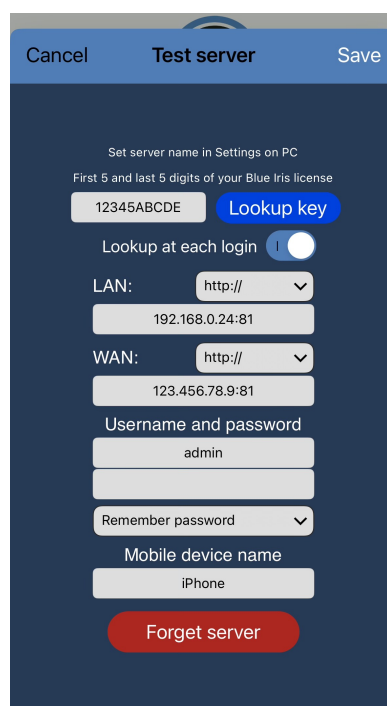 Cancel Test server Save
Set server name in Settings on PC
First 5 and last 5 digits of your Blue Iris license
12345ABCDE Lookup key
Lookup at each login
LAN: http://
192.168.0.24:81
WAN: http://
123.456.78.9:81
Username and password
admin
Remember password
Mobile device name
iPhone
Forget server